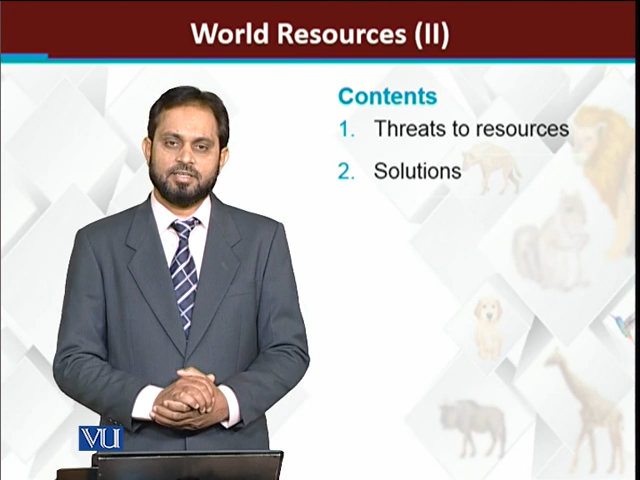 World Resources (II)
Contents
1. Threats to resources
2. Solutions
VU